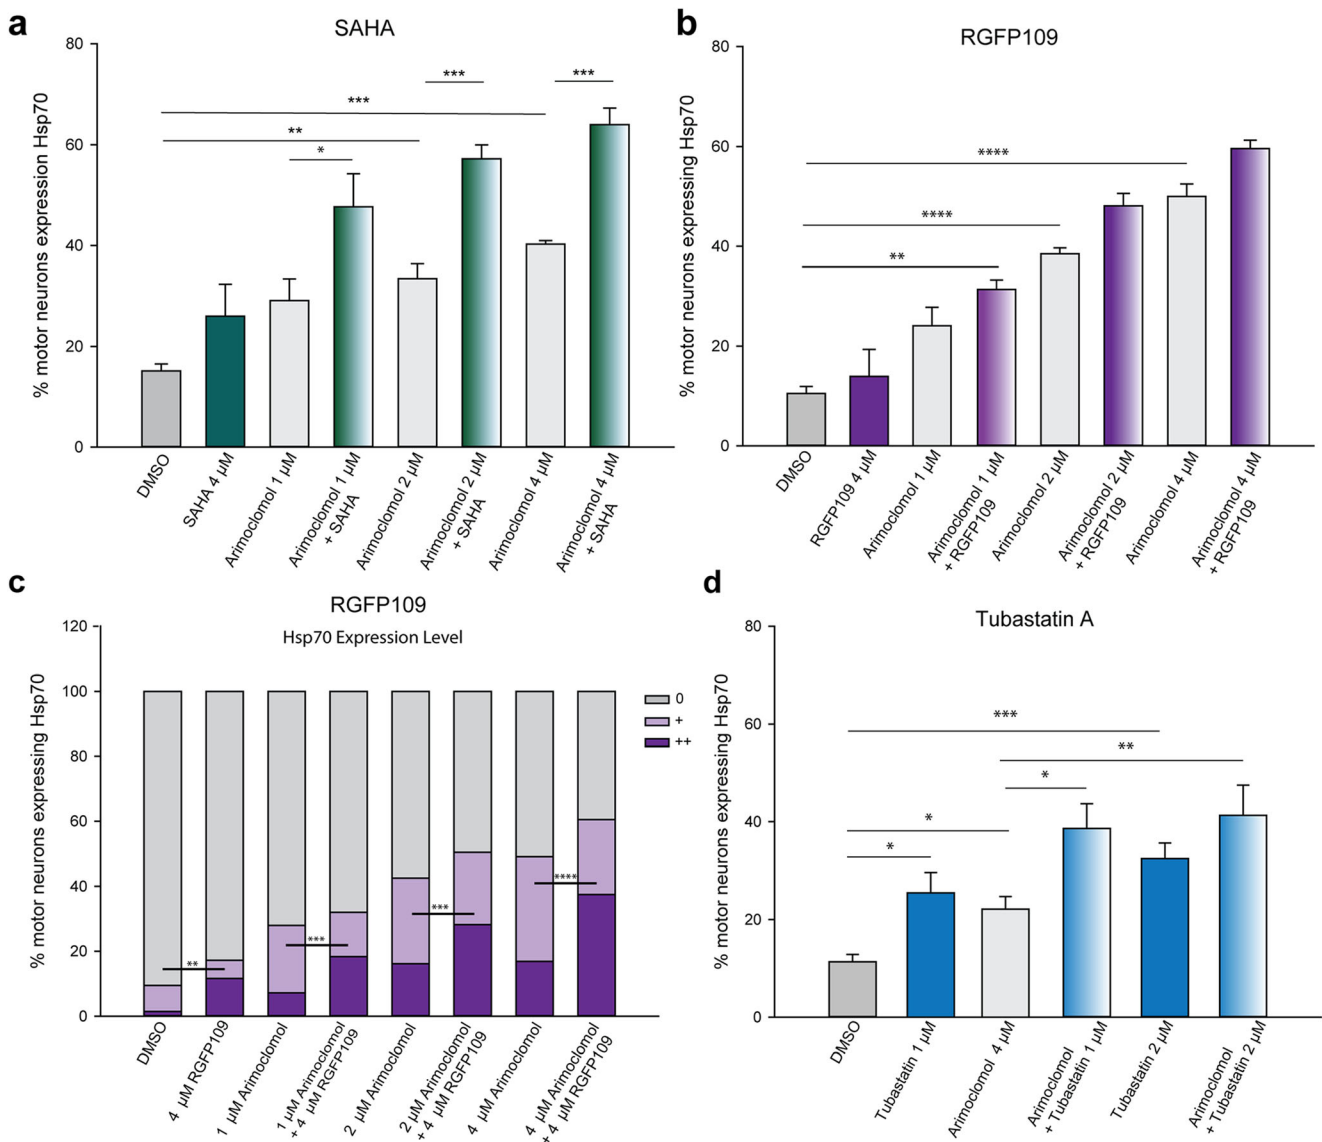 a
SAHA
% motor neurons expression Hsp70
80
60
40
20
0
***
***
***
**
*
DMSO
SAHA 4 µM
Arimoclomol 1 µM
Arimoclomol 1 µM
+ SAHA
Arimoclomol 2 µM
Arimoclomol 2 µM
+ SAHA
Arimoclomol 4 µM
Arimoclomol 4 µM
+ SAHA
b
RGFP109
% motor neurons expressing Hsp70
80
60
40
20
0
****
****
**
DMSO
RGFP109 4 µM
Arimoclomol 1 µM
Arimoclomol 1 µM
+ RGFP109
Arimoclomol 2 µM
Arimoclomol 2 µM
+ RGFP109
Arimoclomol 4 µM
Arimoclomol 4 µM
+ RGFP109
c
RGFP109
Hsp70 Expression Level
% motor neurons expressing Hsp70
120
100
80
60
40
20
0
0
+
++
**
***
***
****
DMSO
4 µM RGFP109
1 µM Arimoclomol
1 µM Arimoclomol
+ 4 µM RGFP109
2 µM Arimoclomol
2 µM Arimoclomol
+ 4 µM RGFP109
4 µM Arimoclomol
4 µM Arimoclomol
+ 4 µM RGFP109
d
Tubastatin A
% motor neurons expressing Hsp70
80
60
40
20
0
***
**
*
*
*
DMSO
Tubastatin 1 µM
Arimoclomol 4 µM
Arimoclomol
+ Tubastatin 1 µM
Tubastatin 2 µM
Arimoclomol
+ Tubastatin 2 µM